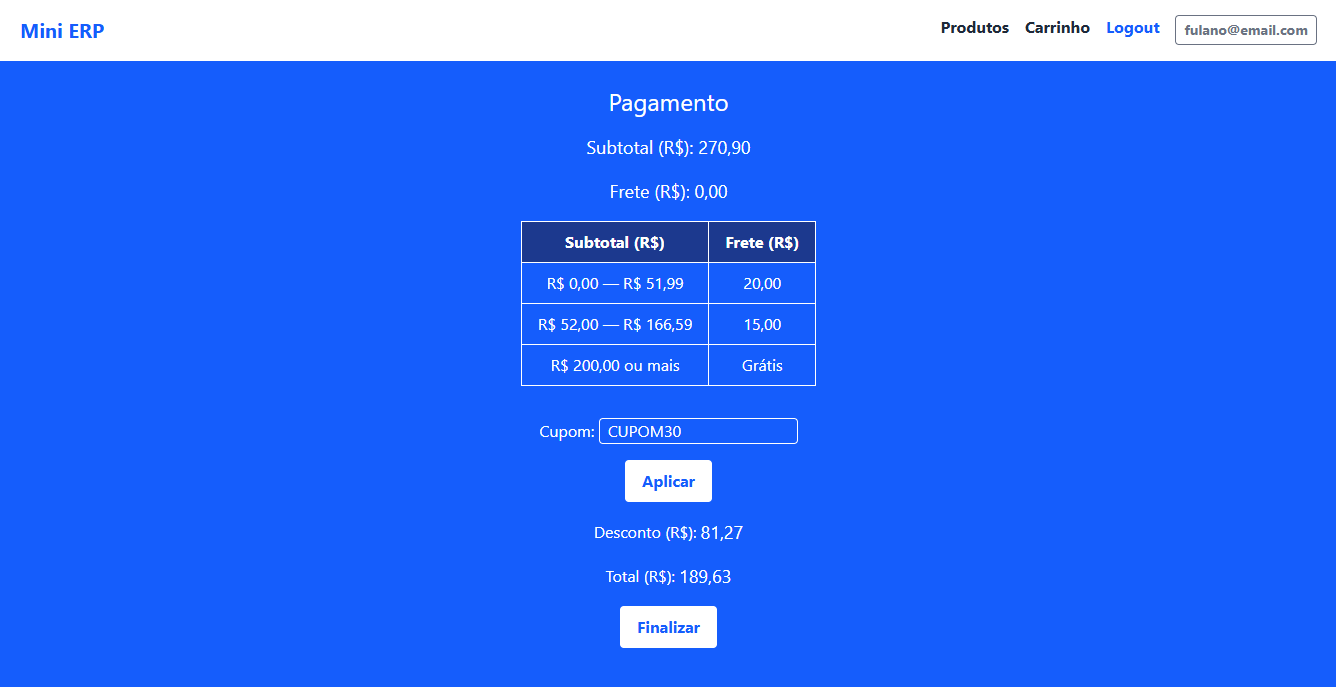 Mini ERP
Produtos Carrinho Logout fulano@email.com
Pagamento
Subtotal (R$): 270,90
Frete (R$): 0,00
Subtotal (R$) Frete (R$)
R$ 0,00 — R$ 51,99 20,00
R$ 52,00 — R$ 166,59 15,00
R$ 200,00 ou mais Grátis
Cupom: CUPOM30
Aplicar
Desconto (R$): 81,27
Total (R$): 189,63
Finalizar